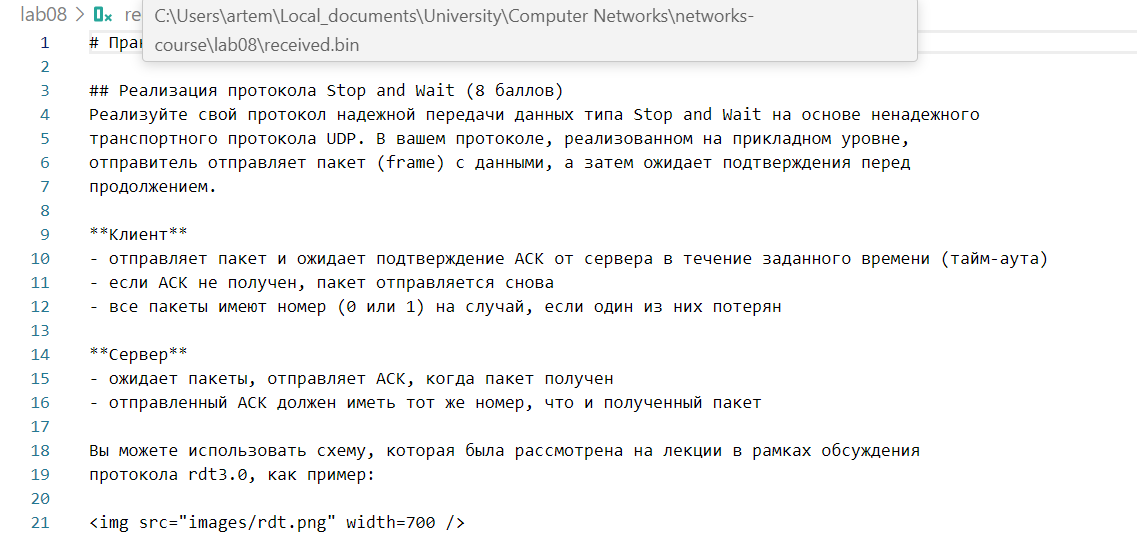 lab08 > re
C:\Users\artem\Local_documents\University\Computer Networks\networks-
course\lab08\received.bin
1 #
2
3 ## Реализация протокола Stop and Wait (8 баллов)
4 Реализуйте свой протокол надежной передачи данных типа Stop and Wait на основе ненадежного
5 транспортного протокола UDP. В вашем протоколе, реализованном на прикладном уровне,
6 отправитель отправляет пакет (frame) с данными, а затем ожидает подтверждения перед
7 продолжением.
8
9 **Клиент**
10 - отправляет пакет и ожидает подтверждение ACK от сервера в течение заданного времени (тайм-аута)
11 - если ACK не получен, пакет отправляется снова
12 - все пакеты имеют номер (0 или 1) на случай, если один из них потерян
13
14 **Сервер**
15 - ожидает пакеты, отправляет ACK, когда пакет получен
16 - отправленный ACK должен иметь тот же номер, что и полученный пакет
17
18 Вы можете использовать схему, которая была рассмотрена на лекции в рамках обсуждения
19 протокола rdt3.0, как пример:
20
21 <img src="images/rdt.png" width=700 />